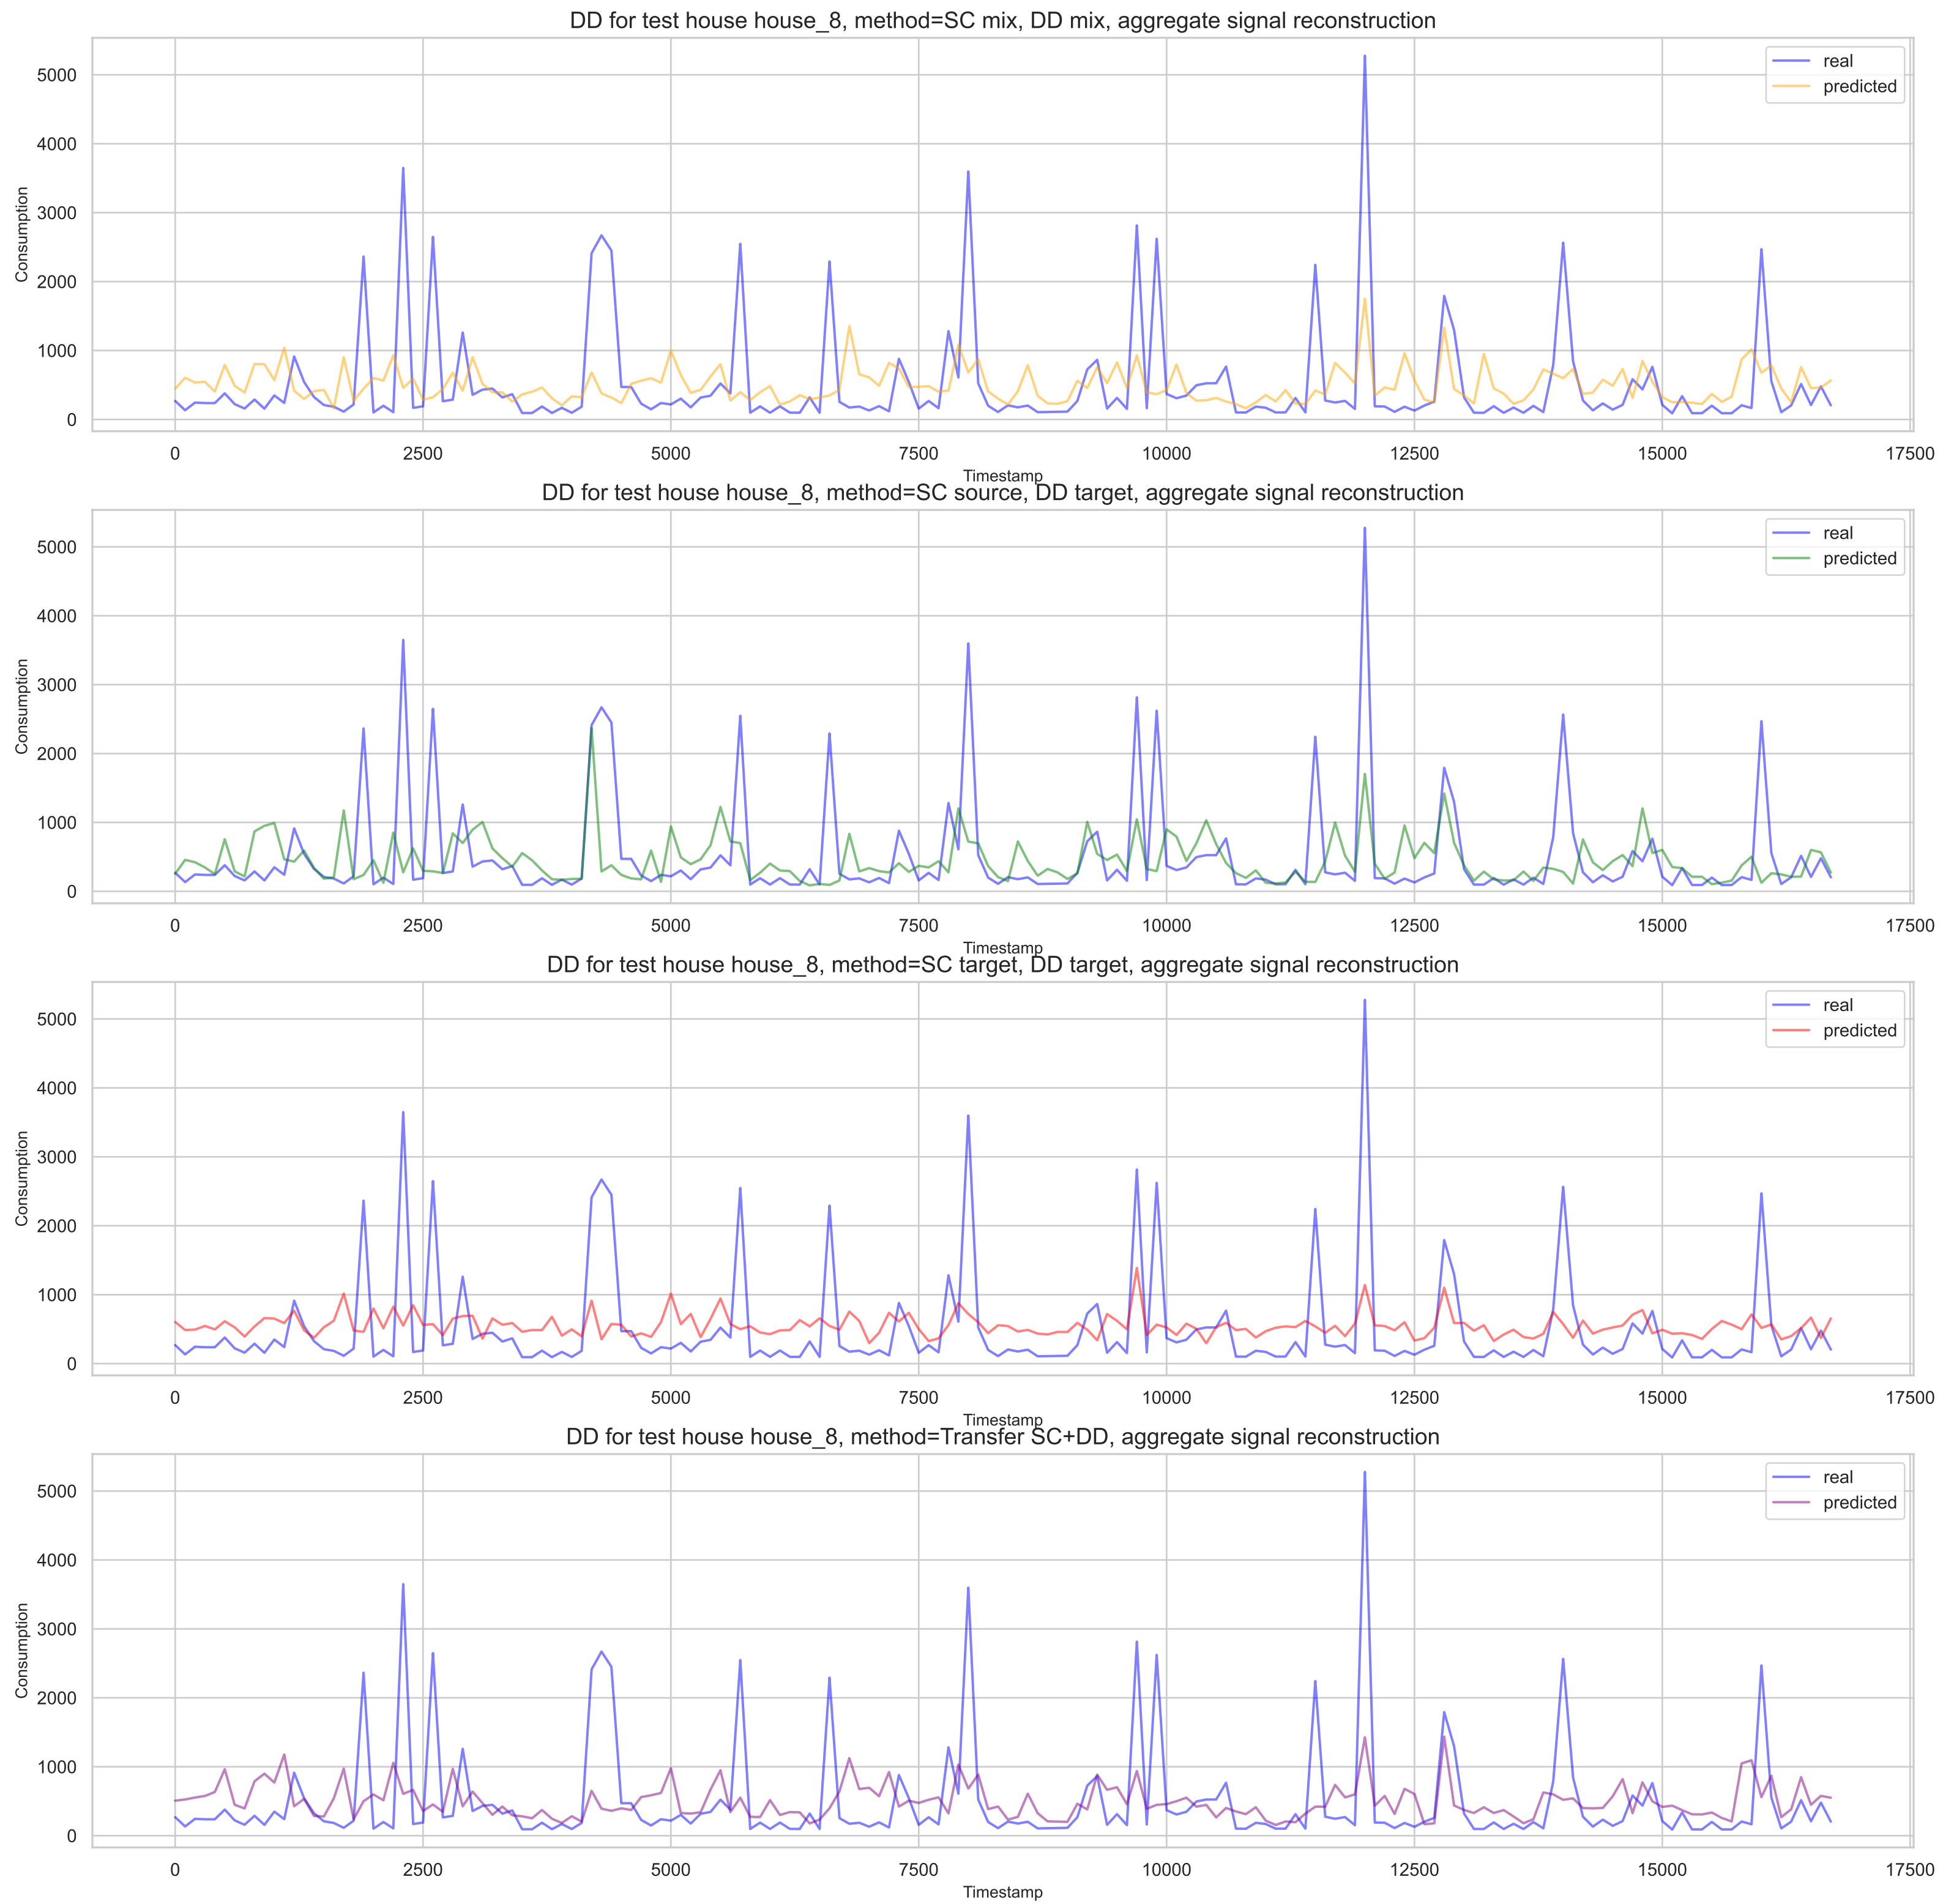 DD for test house house_8, method=SC mix, DD mix, aggregate signal reconstruction
real
predicted
5000
4000
3000
2000
1000
0
Consumption
0 2500 5000 7500 10000 12500 15000 17500
Timestamp
DD for test house house_8, method=SC source, DD target, aggregate signal reconstruction
real
predicted
5000
4000
3000
2000
1000
0
Consumption
0 2500 5000 7500 10000 12500 15000 17500
Timestamp
DD for test house house_8, method=SC target, DD target, aggregate signal reconstruction
real
predicted
5000
4000
3000
2000
1000
0
Consumption
0 2500 5000 7500 10000 12500 15000 17500
Timestamp
DD for test house house_8, method=Transfer SC+DD, aggregate signal reconstruction
real
predicted
5000
4000
3000
2000
1000
0
Consumption
0 2500 5000 7500 10000 12500 15000 17500
Timestamp